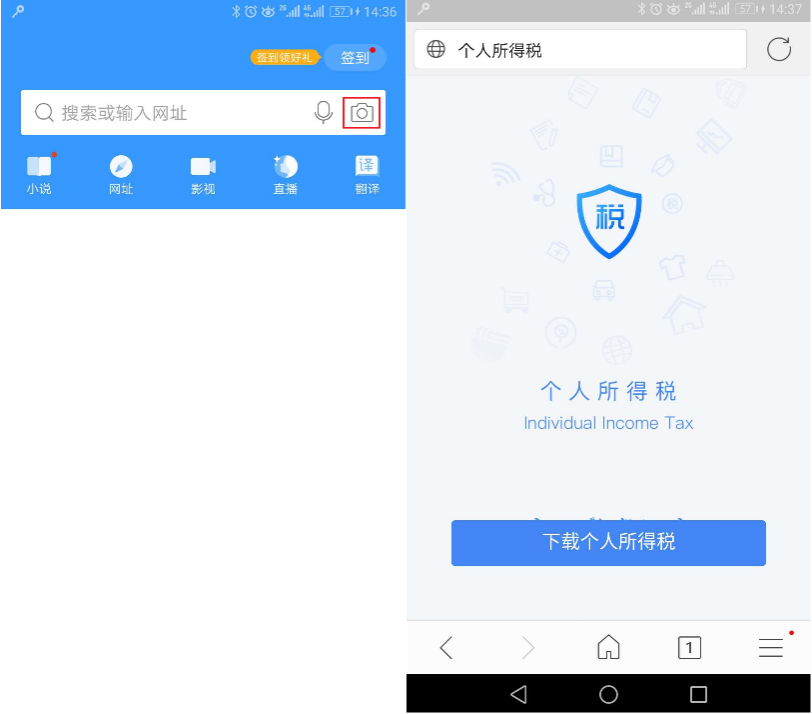 14:36
57
签到领好礼
签到
搜索或输入网址
小说
网址
影视
直播
译
翻译
14:37
57
个人所得税
税
个人所得税
Individual Income Tax
下载个人所得税
1